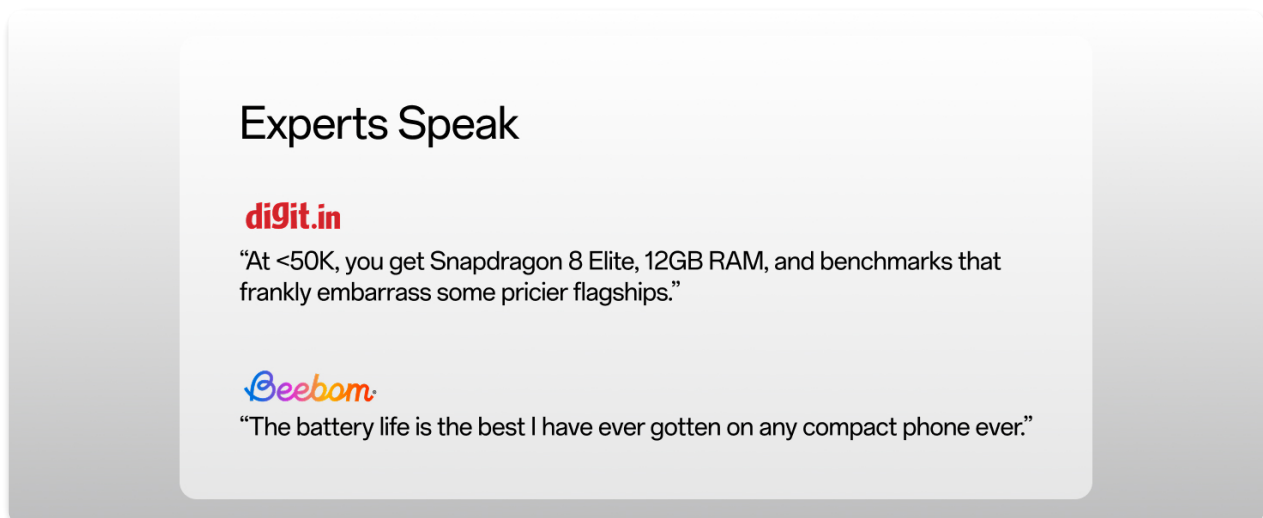 Experts Speak
digit.in
“At <50K, you get Snapdragon 8 Elite, 12GB RAM, and benchmarks that
frankly embarrass some pricier flagships.”
Beebom
“The battery life is the best I have ever gotten on any compact phone ever.”